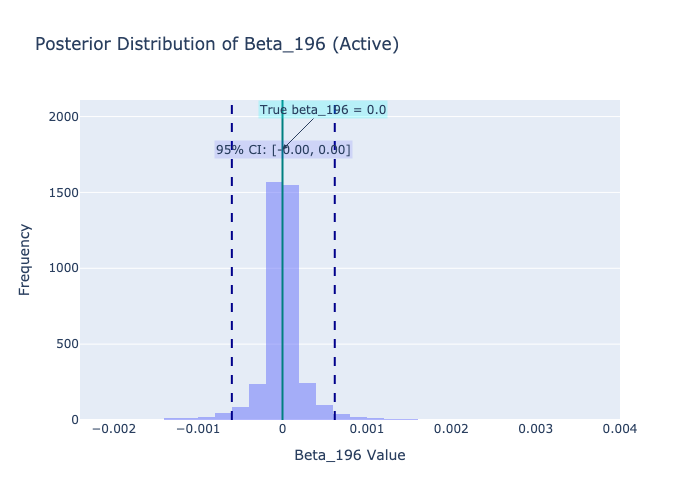 Posterior Distribution of Beta_196 (Active)
2000
1500
1000
500
0
Frequency
True beta_196 = 0.0
95% CI: [-0.00, 0.00]
−0.002
−0.001
0
0.001
0.002
0.003
0.004
Beta_196 Value